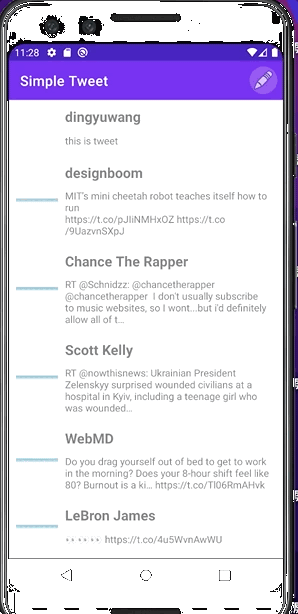 11:28
Simple Tweet
dingyuwang
this is tweet
designboom
MIT's mini cheetah robot teaches itself how to
run
https://t.co/pJIiNMHxOZ https://t.co
/9UazvnSXpJ
Chance The Rapper
RT @Schnidzz: @chancetherapper
@chancetherapper I don't usually subscribe
to music websites, so I wont...but i'd definitely
allow all of t…
Scott Kelly
RT @nowthisnews: Ukrainian President
Zelenskyy surprised wounded civilians at a
hospital in Kyiv, including a teenage girl who
was wounded…
WebMD
Do you drag yourself out of bed to get to work
in the morning? Does your 8-hour shift feel like
80? Burnout is a ki… https://t.co/Tl06RmAHvk
LeBron James
👀👀👀👀 https://t.co/4u5WvnAwWU